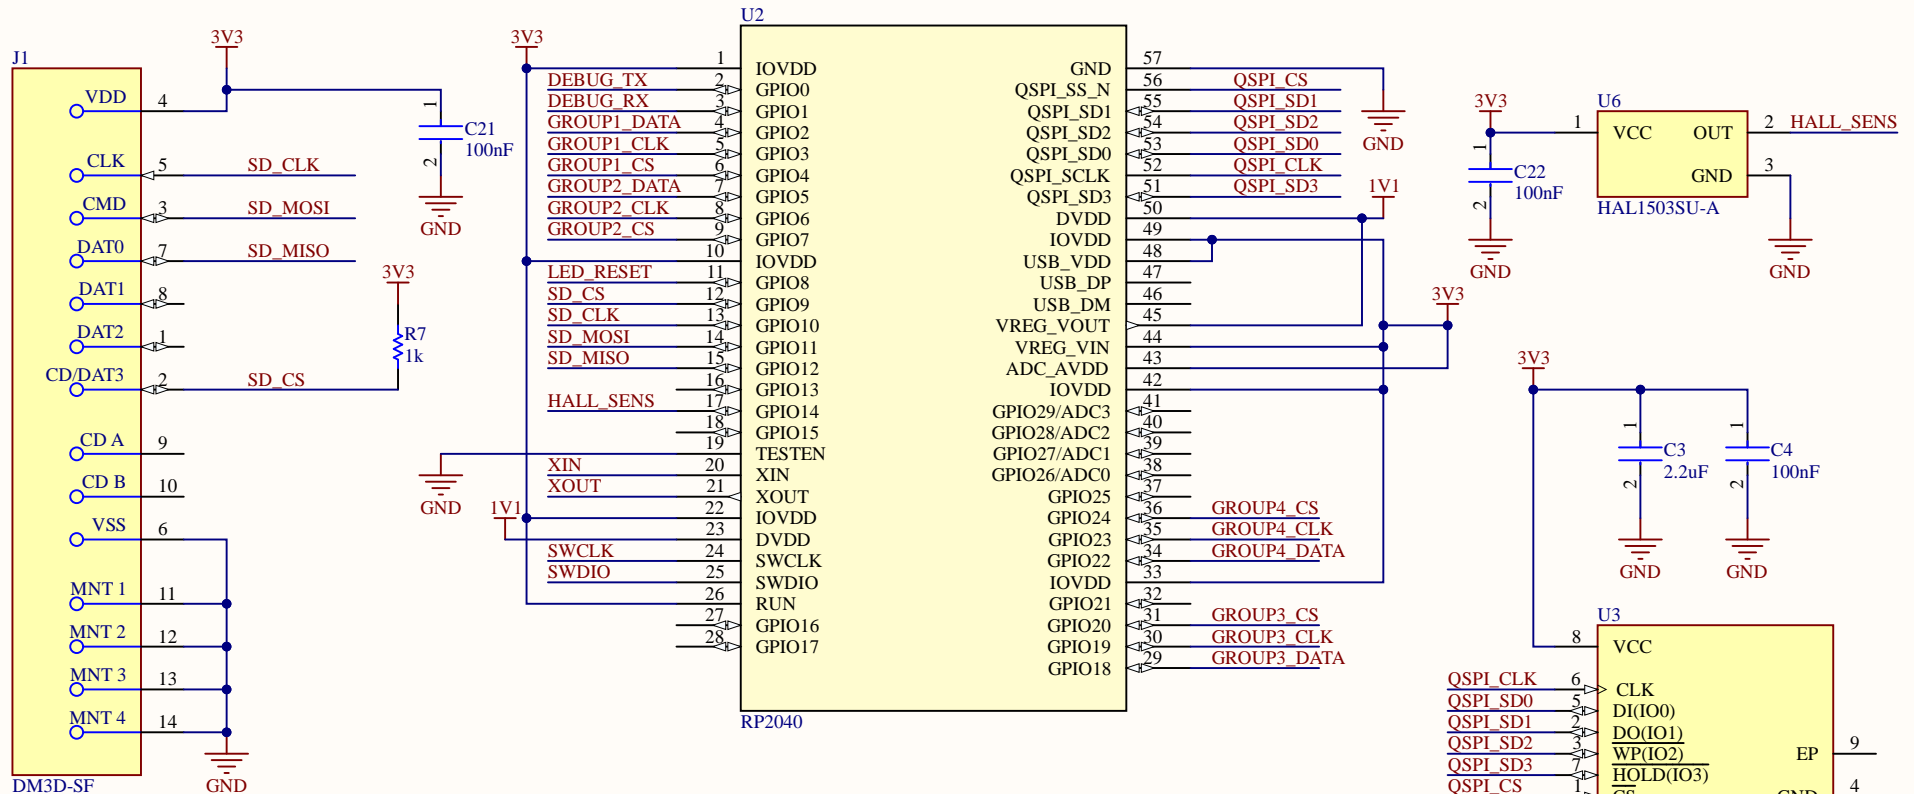 J1
3V3
VDD 4
CLK 5 SD_CLK
CMD 3 SD_MOSI
DAT0 7 SD_MISO
DAT1 8
DAT2 1
CD/DAT3 2 SD_CS
CD A 9
CD B 10
VSS 6
MNT 1 11
MNT 2 12
MNT 3 13
MNT 4 14
GND
DM3D-SF
1
C21
100nF
2
GND
3V3
R7
1k
U2
3V3
1 IOVDD
DEBUG_TX 2 GPIO0
DEBUG_RX 3 GPIO1
GROUP1_DATA 4 GPIO2
GROUP1_CLK 5 GPIO3
GROUP1_CS 6 GPIO4
GROUP2_DATA 7 GPIO5
GROUP2_CLK 8 GPIO6
GROUP2_CS 9 GPIO7
10 IOVDD
LED_RESET 11 GPIO8
SD_CS 12 GPIO9
SD_CLK 13 GPIO10
SD_MOSI 14 GPIO11
SD_MISO 15 GPIO12
16 GPIO13
HALL_SENS 17 GPIO14
18 GPIO15
19 TESTEN
GND
XIN 20 XIN
XOUT 21 XOUT
22 IOVDD
1V1 23 DVDD
SWCLK 24 SWCLK
SWDIO 25 SWDIO
26 RUN
27 GPIO16
28 GPIO17
GND 57
QSPI_SS_N 56 QSPI_CS
QSPI_SD1 55 QSPI_SD1
QSPI_SD2 54 QSPI_SD2
QSPI_SD0 53 QSPI_SD0
QSPI_SCLK 52 QSPI_CLK
QSPI_SD3 51 QSPI_SD3
DVDD 50
IOVDD 49
USB_VDD 48
USB_DP 47
USB_DM 46
VREG_VOUT 45
VREG_VIN 44
ADC_AVDD 43
IOVDD 42
GPIO29/ADC3 41
GPIO28/ADC2 40
GPIO27/ADC1 39
GPIO26/ADC0 38
GPIO25 37
GPIO24 36 GROUP4_CS
GPIO23 35 GROUP4_CLK
GPIO22 34 GROUP4_DATA
IOVDD 33
GPIO21 32
GPIO20 31 GROUP3_CS
GPIO19 30 GROUP3_CLK
GPIO18 29 GROUP3_DATA
RP2040
GND
1V1
3V3
3V3
1
C22
100nF
2
GND
U6
1 VCC OUT 2 HALL_SENS
GND 3
HAL1503SU-A
GND
3V3
1
C3
2.2uF
2
GND
1
C4
100nF
2
GND
U3
8 VCC
QSPI_CLK 6 CLK
QSPI_SD0 5 DI(IO0)
QSPI_SD1 2 DO(IO1)
QSPI_SD2 3 WP(IO2)
EP 9
QSPI_SD3 7 HOLD(IO3)
QSPI_CS 1 CS
GND 4